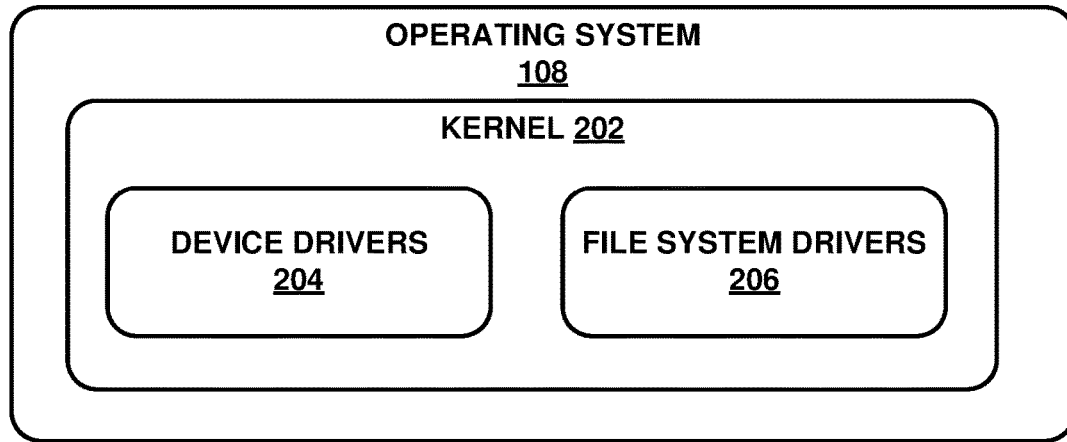 OPERATING SYSTEM
108
KERNEL 202
DEVICE DRIVERS
204
FILE SYSTEM DRIVERS
206